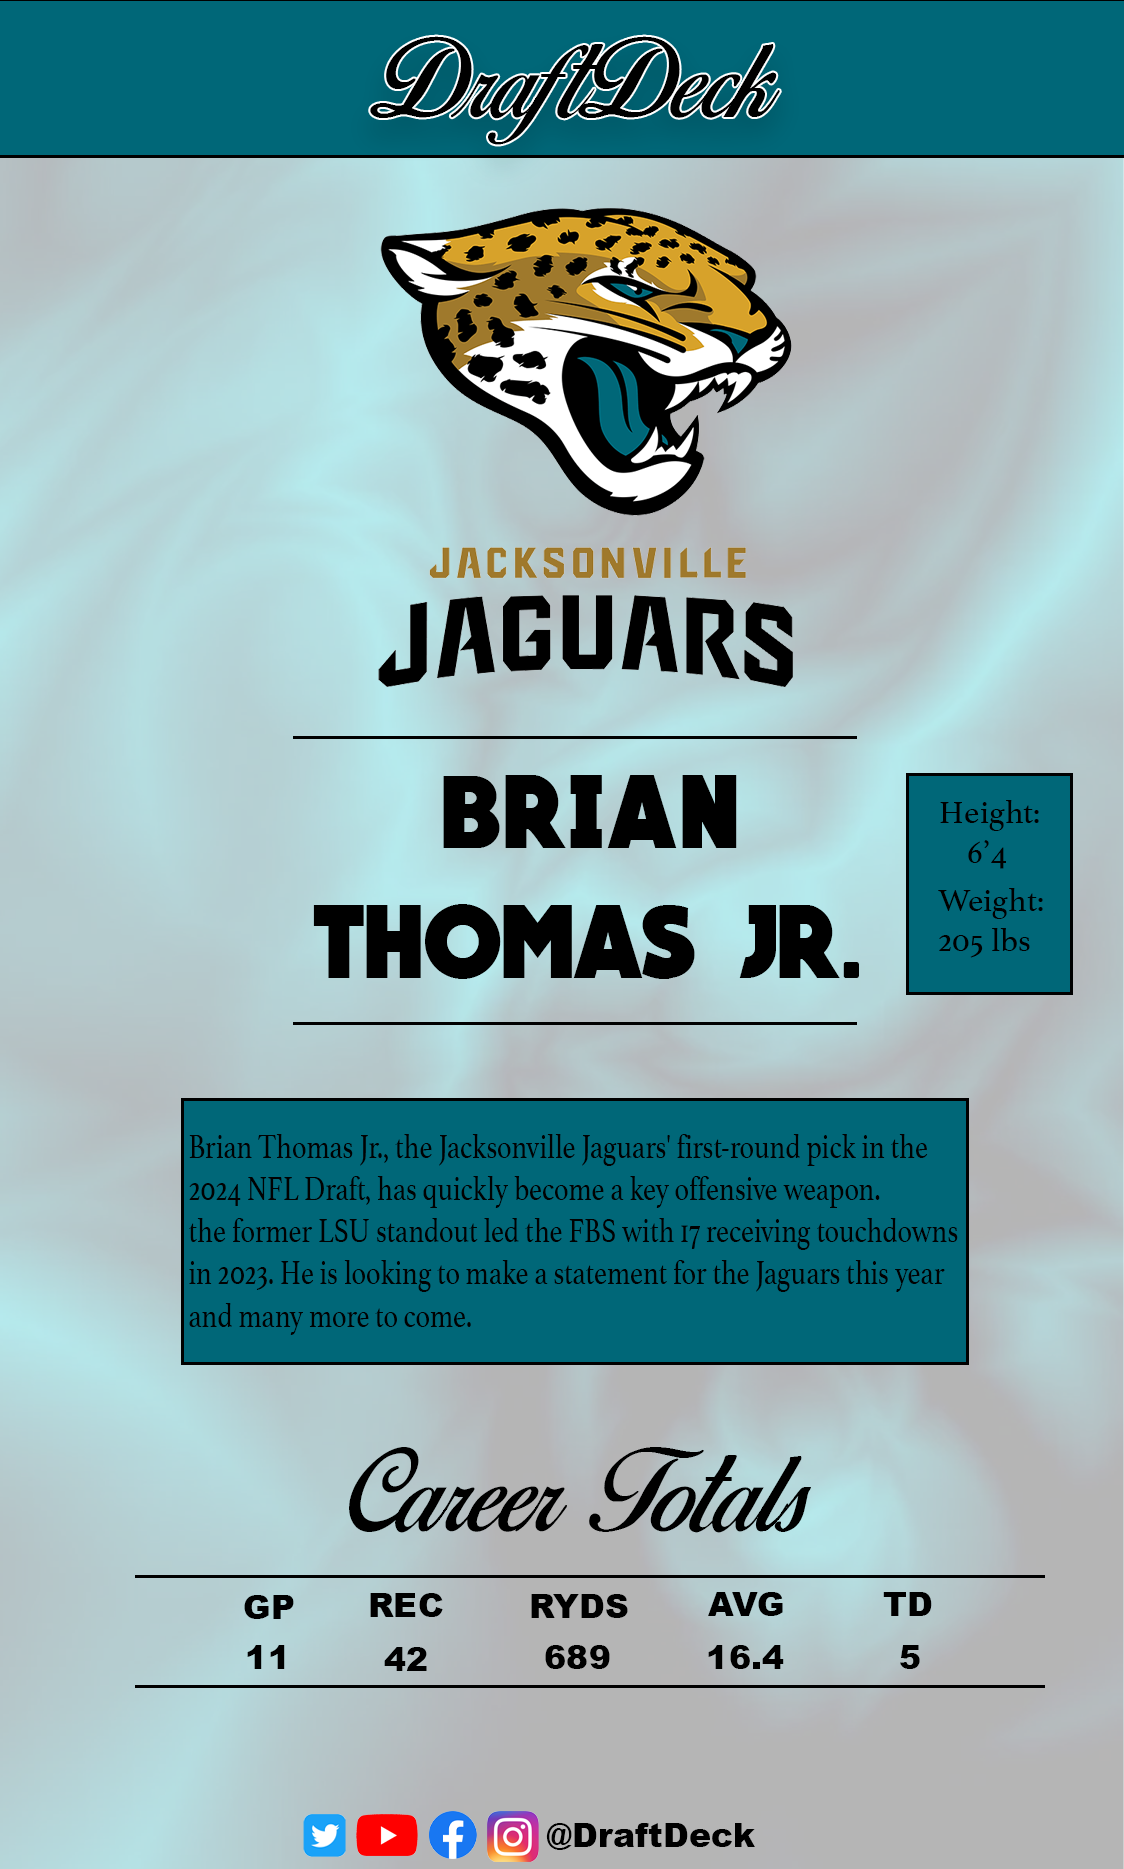 DraftDeck
JACKSONVILLE
JAGUARS
BRIAN
THOMAS JR.
Height:
6’4
Weight:
205 lbs
Brian Thomas Jr., the Jacksonville Jaguars' first-round pick in the
2024 NFL Draft, has quickly become a key offensive weapon.
the former LSU standout led the FBS with 17 receiving touchdowns
in 2023. He is looking to make a statement for the Jaguars this year
and many more to come.
Career Totals
GP REC RYDS AVG TD
11 42 689 16.4 5
@DraftDeck